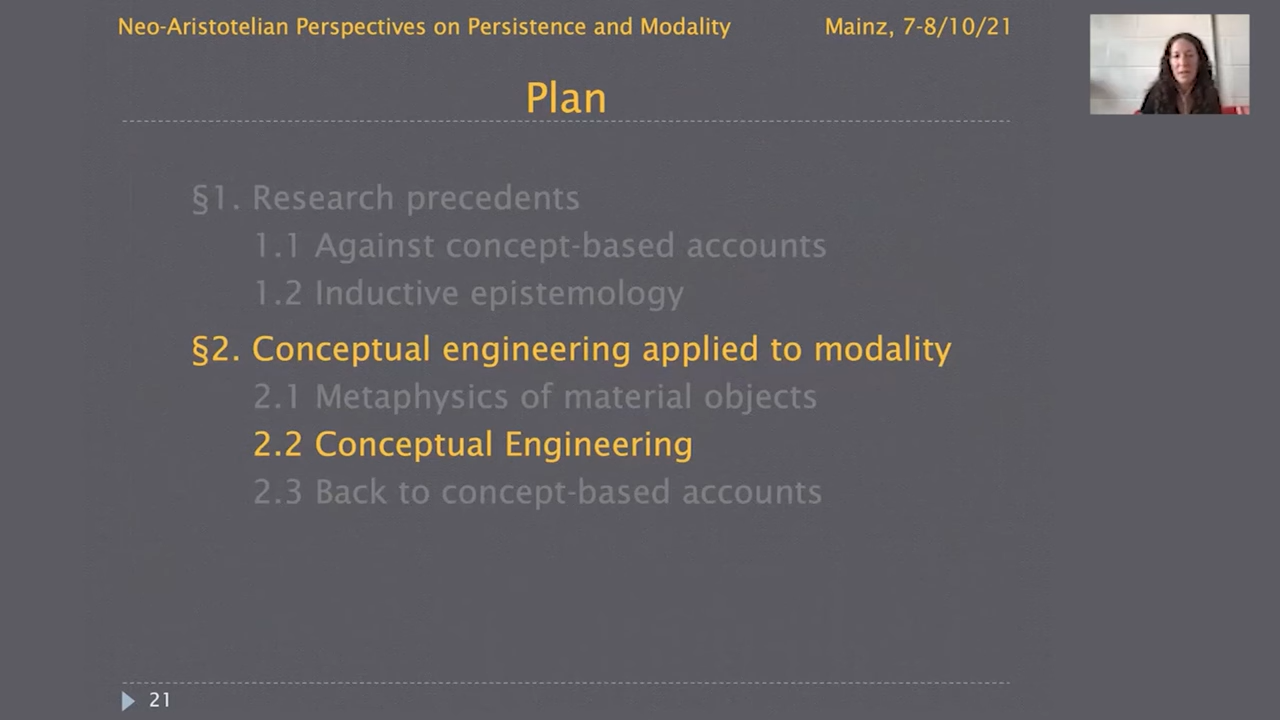 Neo-Aristotelian Perspectives on Persistence and Modality Mainz, 7-8/10/21
Plan
§1. Research precedents
1.1 Against concept-based accounts
1.2 Inductive epistemology
§2. Conceptual engineering applied to modality
2.1 Metaphysics of material objects
2.2 Conceptual Engineering
2.3 Back to concept-based accounts
21